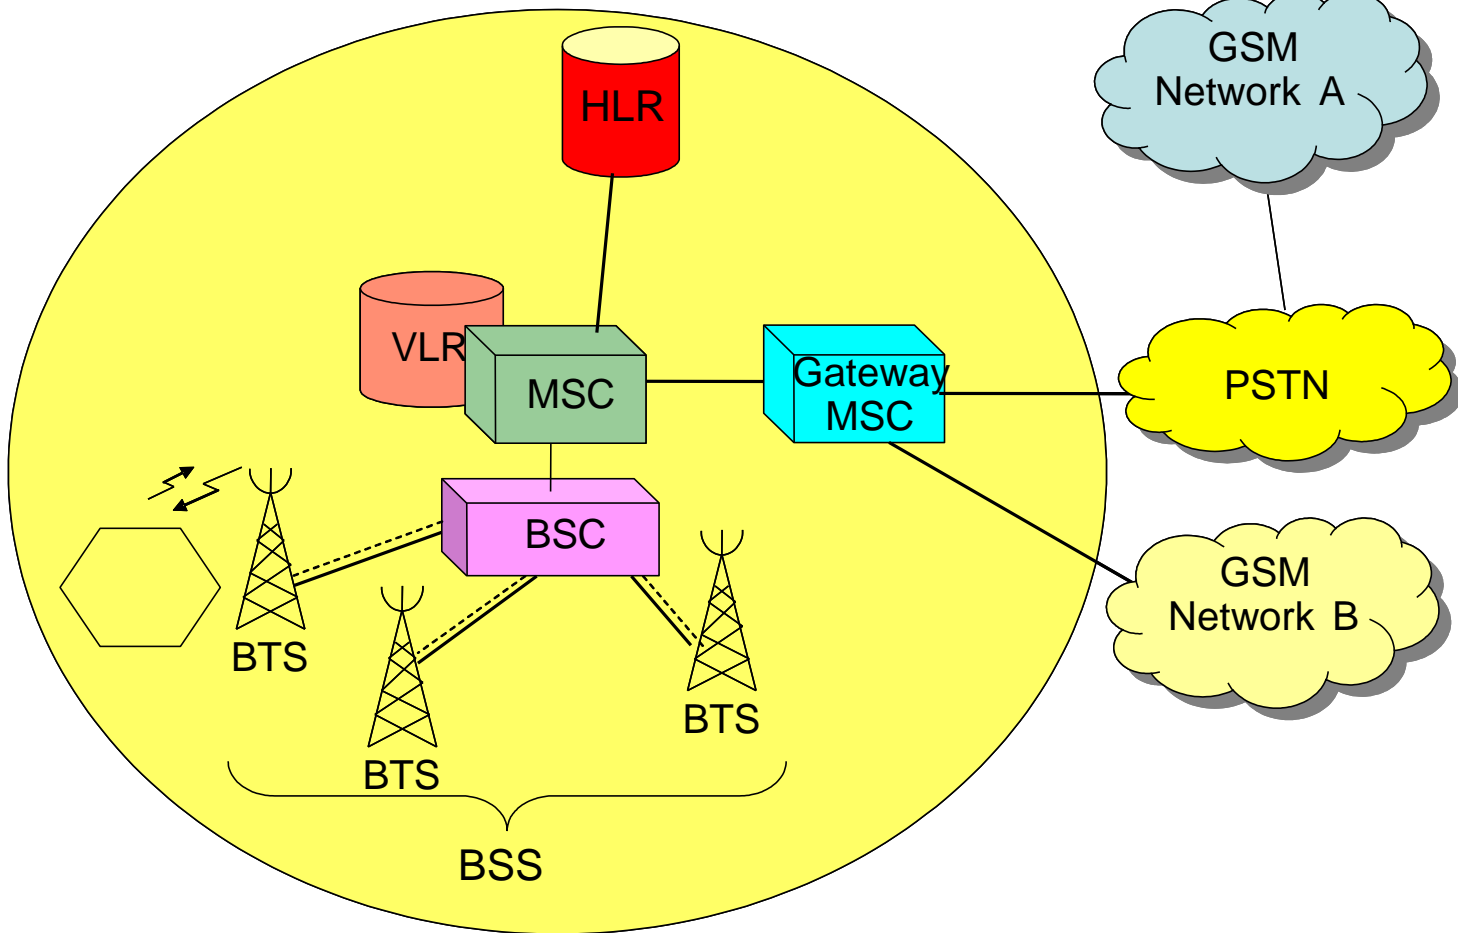 HLR
GSM
Network A
VLR
MSC
Gateway
MSC
PSTN
BSC
GSM
Network B
BTS
BTS
BTS
BSS